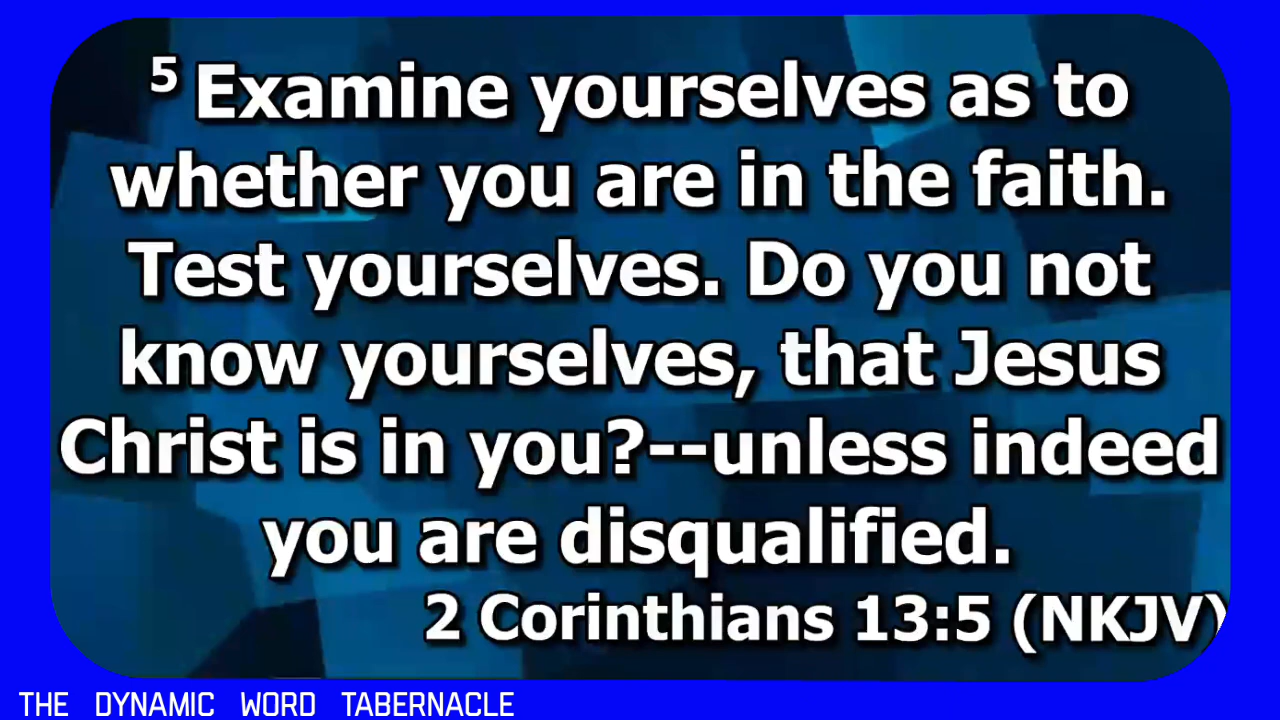 5 Examine yourselves as to
whether you are in the faith.
Test yourselves. Do you not
know yourselves, that Jesus
Christ is in you?--unless indeed
you are disqualified.
2 Corinthians 13:5 (NKJV)
THE DYNAMIC WORD TABERNACLE